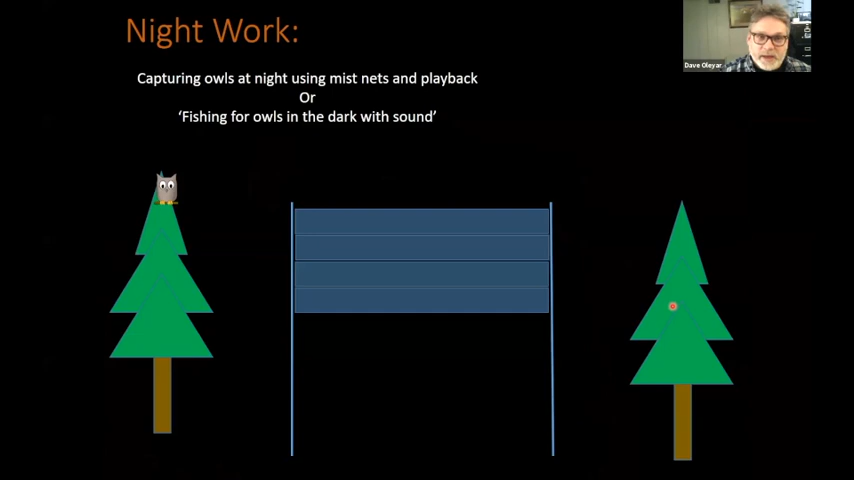 Night Work:
Capturing owls at night using mist nets and playback
Or
‘Fishing for owls in the dark with sound’
Dave Oleyar